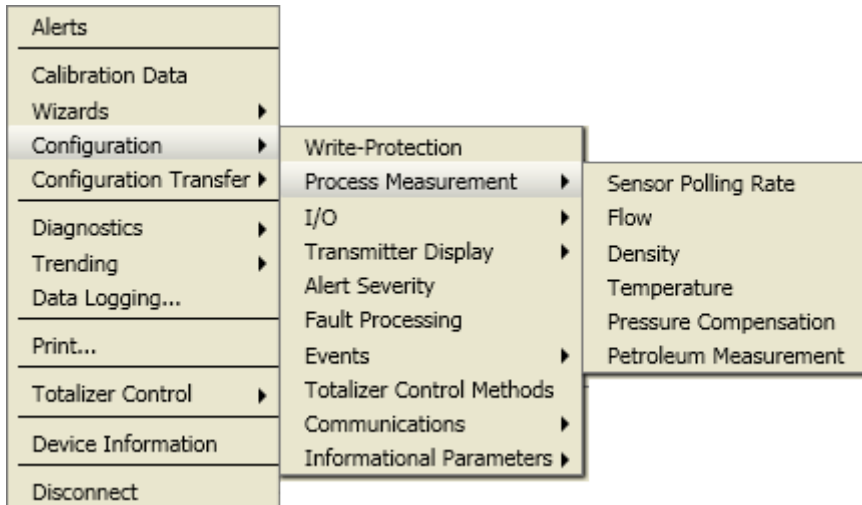 Alerts
Calibration Data
Wizards
Configuration
Configuration Transfer
Diagnostics
Trending
Data Logging...
Print...
Totalizer Control
Device Information
Disconnect
Write-Protection
Process Measurement
I/O
Transmitter Display
Alert Severity
Fault Processing
Events
Totalizer Control Methods
Communications
Informational Parameters
Sensor Polling Rate
Flow
Density
Temperature
Pressure Compensation
Petroleum Measurement